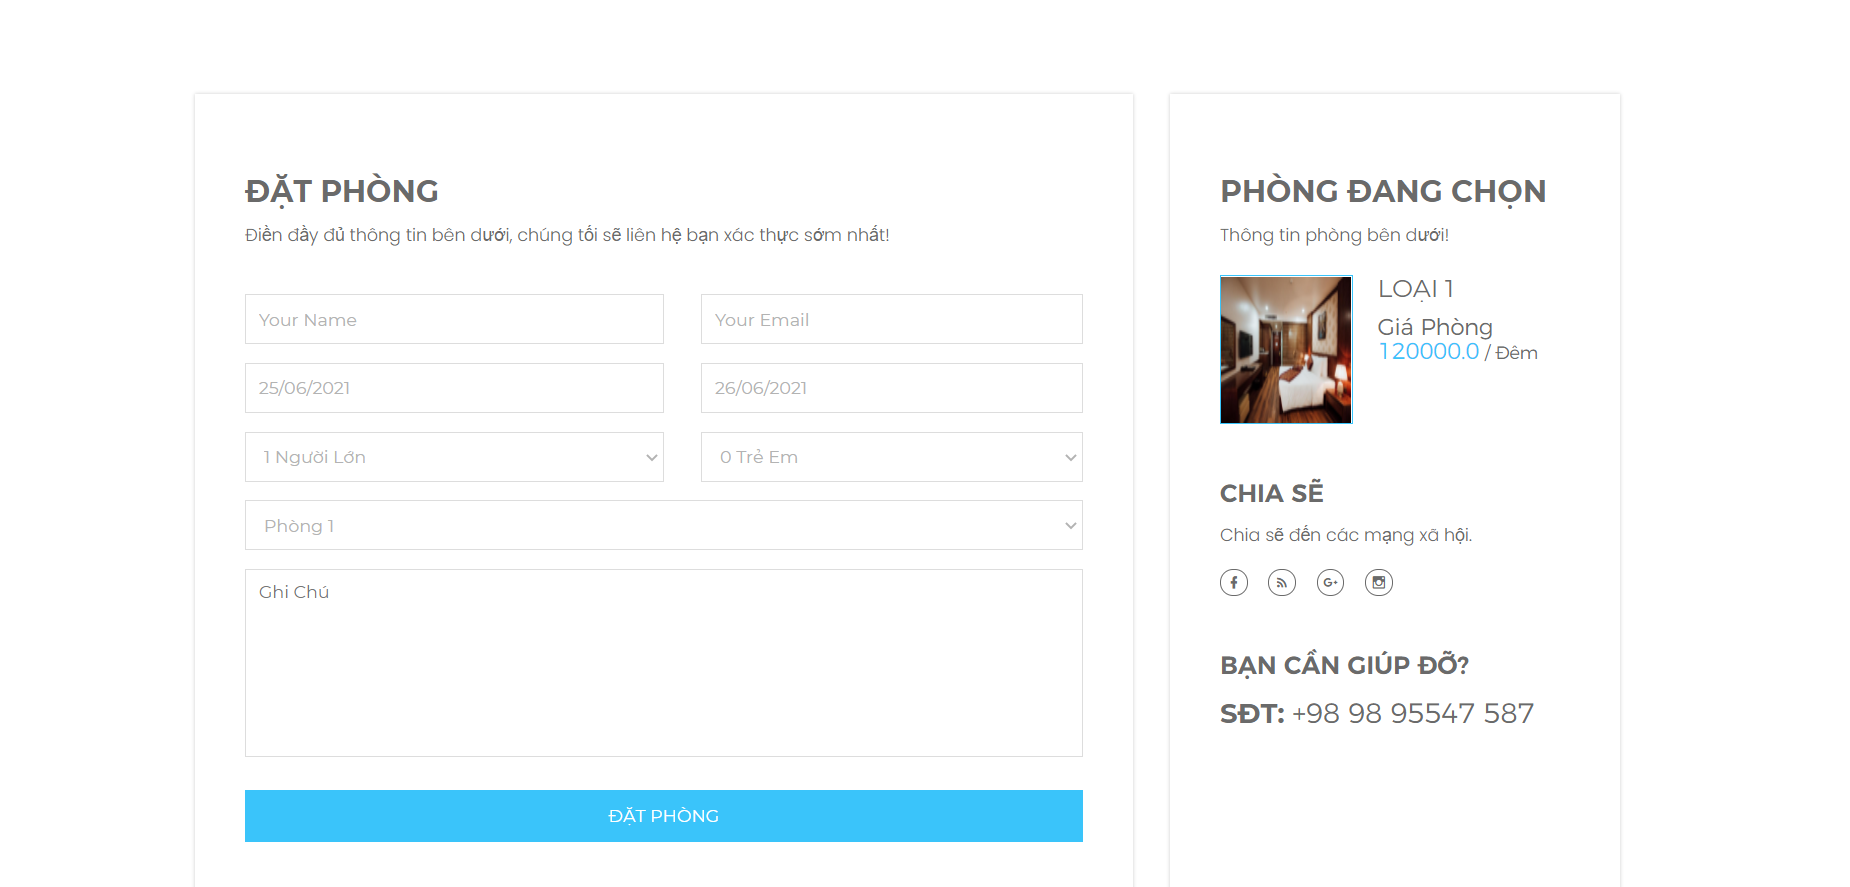 ĐẶT PHÒNG
Điền đầy đủ thông tin bên dưới, chúng tối sẽ liên hệ bạn xác thực sớm nhất!
Your Name
Your Email
25/06/2021
26/06/2021
1 Người Lớn
0 Trẻ Em
Phòng 1
Ghi Chú
ĐẶT PHÒNG
PHÒNG ĐANG CHỌN
Thông tin phòng bên dưới!
LOẠI 1
Giá Phòng
120000.0 / Đêm
CHIA SẼ
Chia sẽ đến các mạng xã hội.
BẠN CẦN GIÚP ĐỠ?
SĐT: +98 98 95547 587